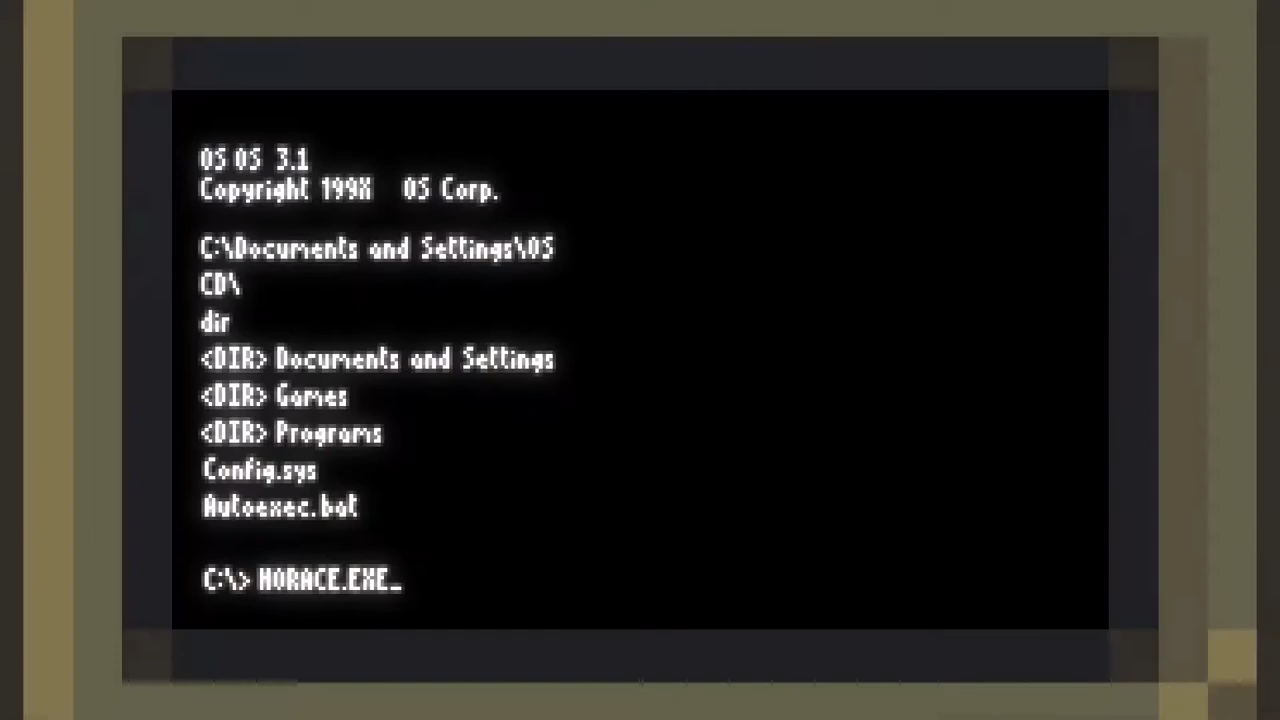 OS OS 3.1
Copyright 199X OS Corp.
C:\Documents and Settings\OS
CD\
dir
<DIR> Documents and Settings
<DIR> Games
<DIR> Programs
Config.sys
Autoexec.bat
C:\> HORACE.EXE_